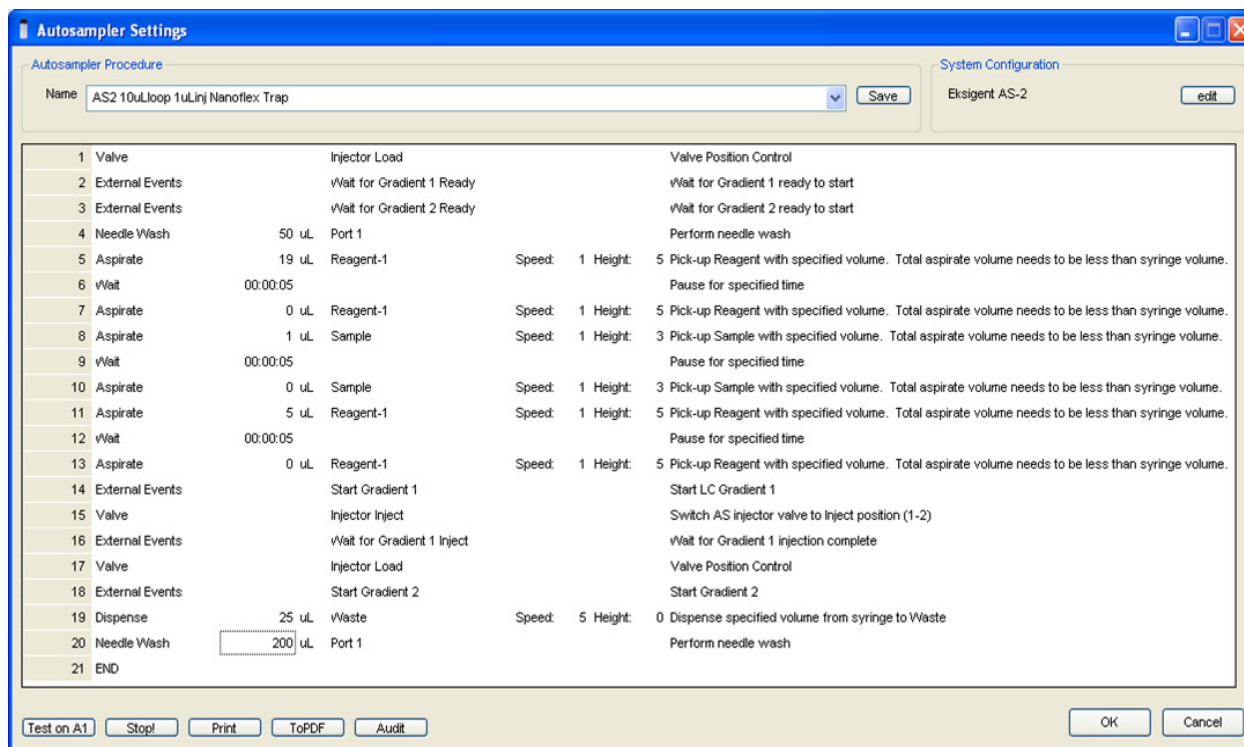 Autosampler Settings
Autosampler Procedure
System Configuration
Name AS2 10uLloop 1uLinj Nanoflex Trap Save Eksigent AS-2 edit
1 Valve Injector Load Valve Position Control
2 External Events Wait for Gradient 1 Ready Wait for Gradient 1 ready to start
3 External Events Wait for Gradient 2 Ready Wait for Gradient 2 ready to start
4 Needle Wash 50 uL Port 1 Perform needle wash
5 Aspirate 19 uL Reagent-1 Speed: 1 Height: 5 Pick-up Reagent with specified volume. Total aspirate volume needs to be less than syringe volume.
6 Wait 00:00:05 Pause for specified time
7 Aspirate 0 uL Reagent-1 Speed: 1 Height: 5 Pick-up Reagent with specified volume. Total aspirate volume needs to be less than syringe volume.
8 Aspirate 1 uL Sample Speed: 1 Height: 3 Pick-up Sample with specified volume. Total aspirate volume needs to be less than syringe volume.
9 Wait 00:00:05 Pause for specified time
10 Aspirate 0 uL Sample Speed: 1 Height: 3 Pick-up Sample with specified volume. Total aspirate volume needs to be less than syringe volume.
11 Aspirate 5 uL Reagent-1 Speed: 1 Height: 5 Pick-up Reagent with specified volume. Total aspirate volume needs to be less than syringe volume.
12 Wait 00:00:05 Pause for specified time
13 Aspirate 0 uL Reagent-1 Speed: 1 Height: 5 Pick-up Reagent with specified volume. Total aspirate volume needs to be less than syringe volume.
14 External Events Start Gradient 1 Start LC Gradient 1
15 Valve Injector Inject Switch AS injector valve to Inject position (1-2)
16 External Events Wait for Gradient 1 Inject Wait for Gradient 1 injection complete
17 Valve Injector Load Valve Position Control
18 External Events Start Gradient 2 Start Gradient 2
19 Dispense 25 uL Waste Speed: 5 Height: 0 Dispense specified volume from syringe to Waste
20 Needle Wash 200 uL Port 1 Perform needle wash
21 END
Test on A1 Stop! Print ToPDF Audit OK Cancel